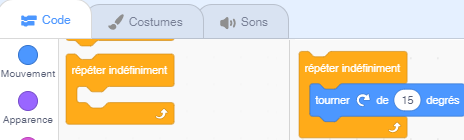 Code Costumes Sons
Mouvement
Apparence
répéter indéfiniment
répéter indéfiniment
tourner de 15 degrés